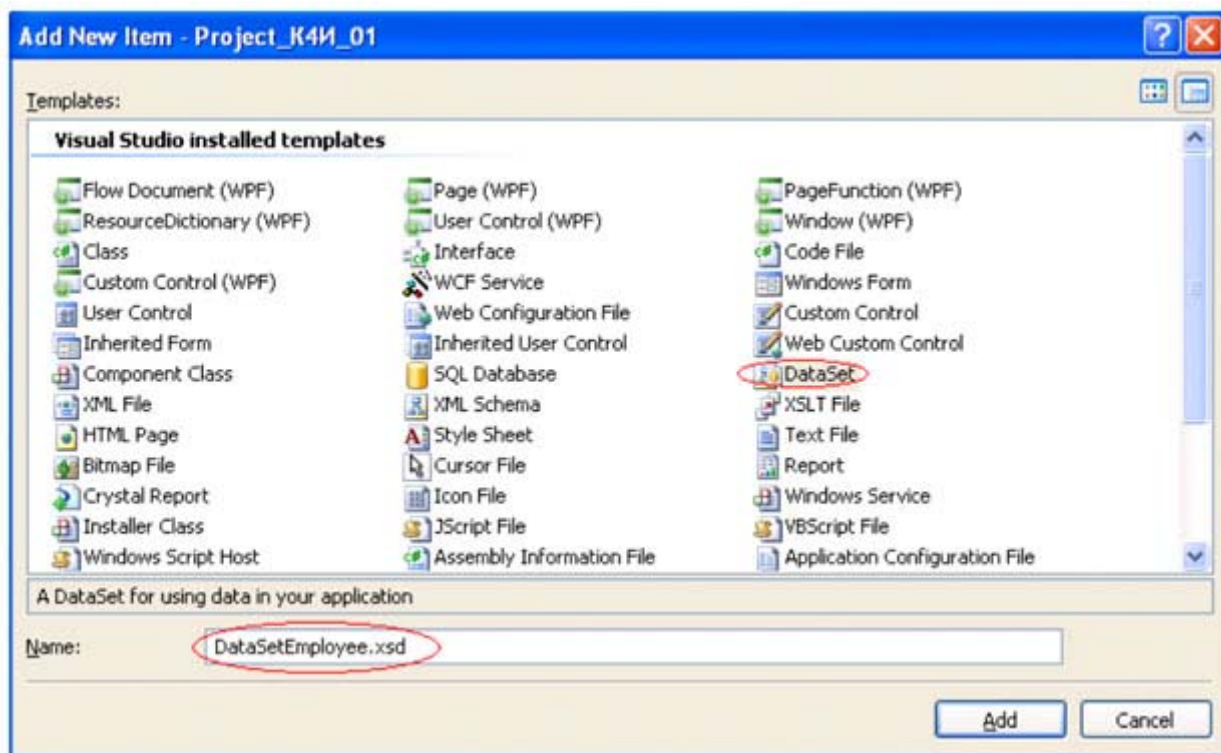 Add New Item - Project_К4И_01
Templates:
Visual Studio installed templates
Flow Document (WPF) Page (WPF) PageFunction (WPF)
ResourceDictionary (WPF) User Control (WPF) Window (WPF)
Class Interface Code File
Custom Control (WPF) WCF Service Windows Form
User Control Web Configuration File Custom Control
Inherited Form Inherited User Control Web Custom Control
Component Class SQL Database DataSet
XML File XML Schema XSLT File
HTML Page Style Sheet Text File
Bitmap File Cursor File Report
Crystal Report Icon File Windows Service
Installer Class JScript File VBScript File
Windows Script Host Assembly Information File Application Configuration File
A DataSet for using data in your application
Name: DataSetEmployee.xsd
Add Cancel